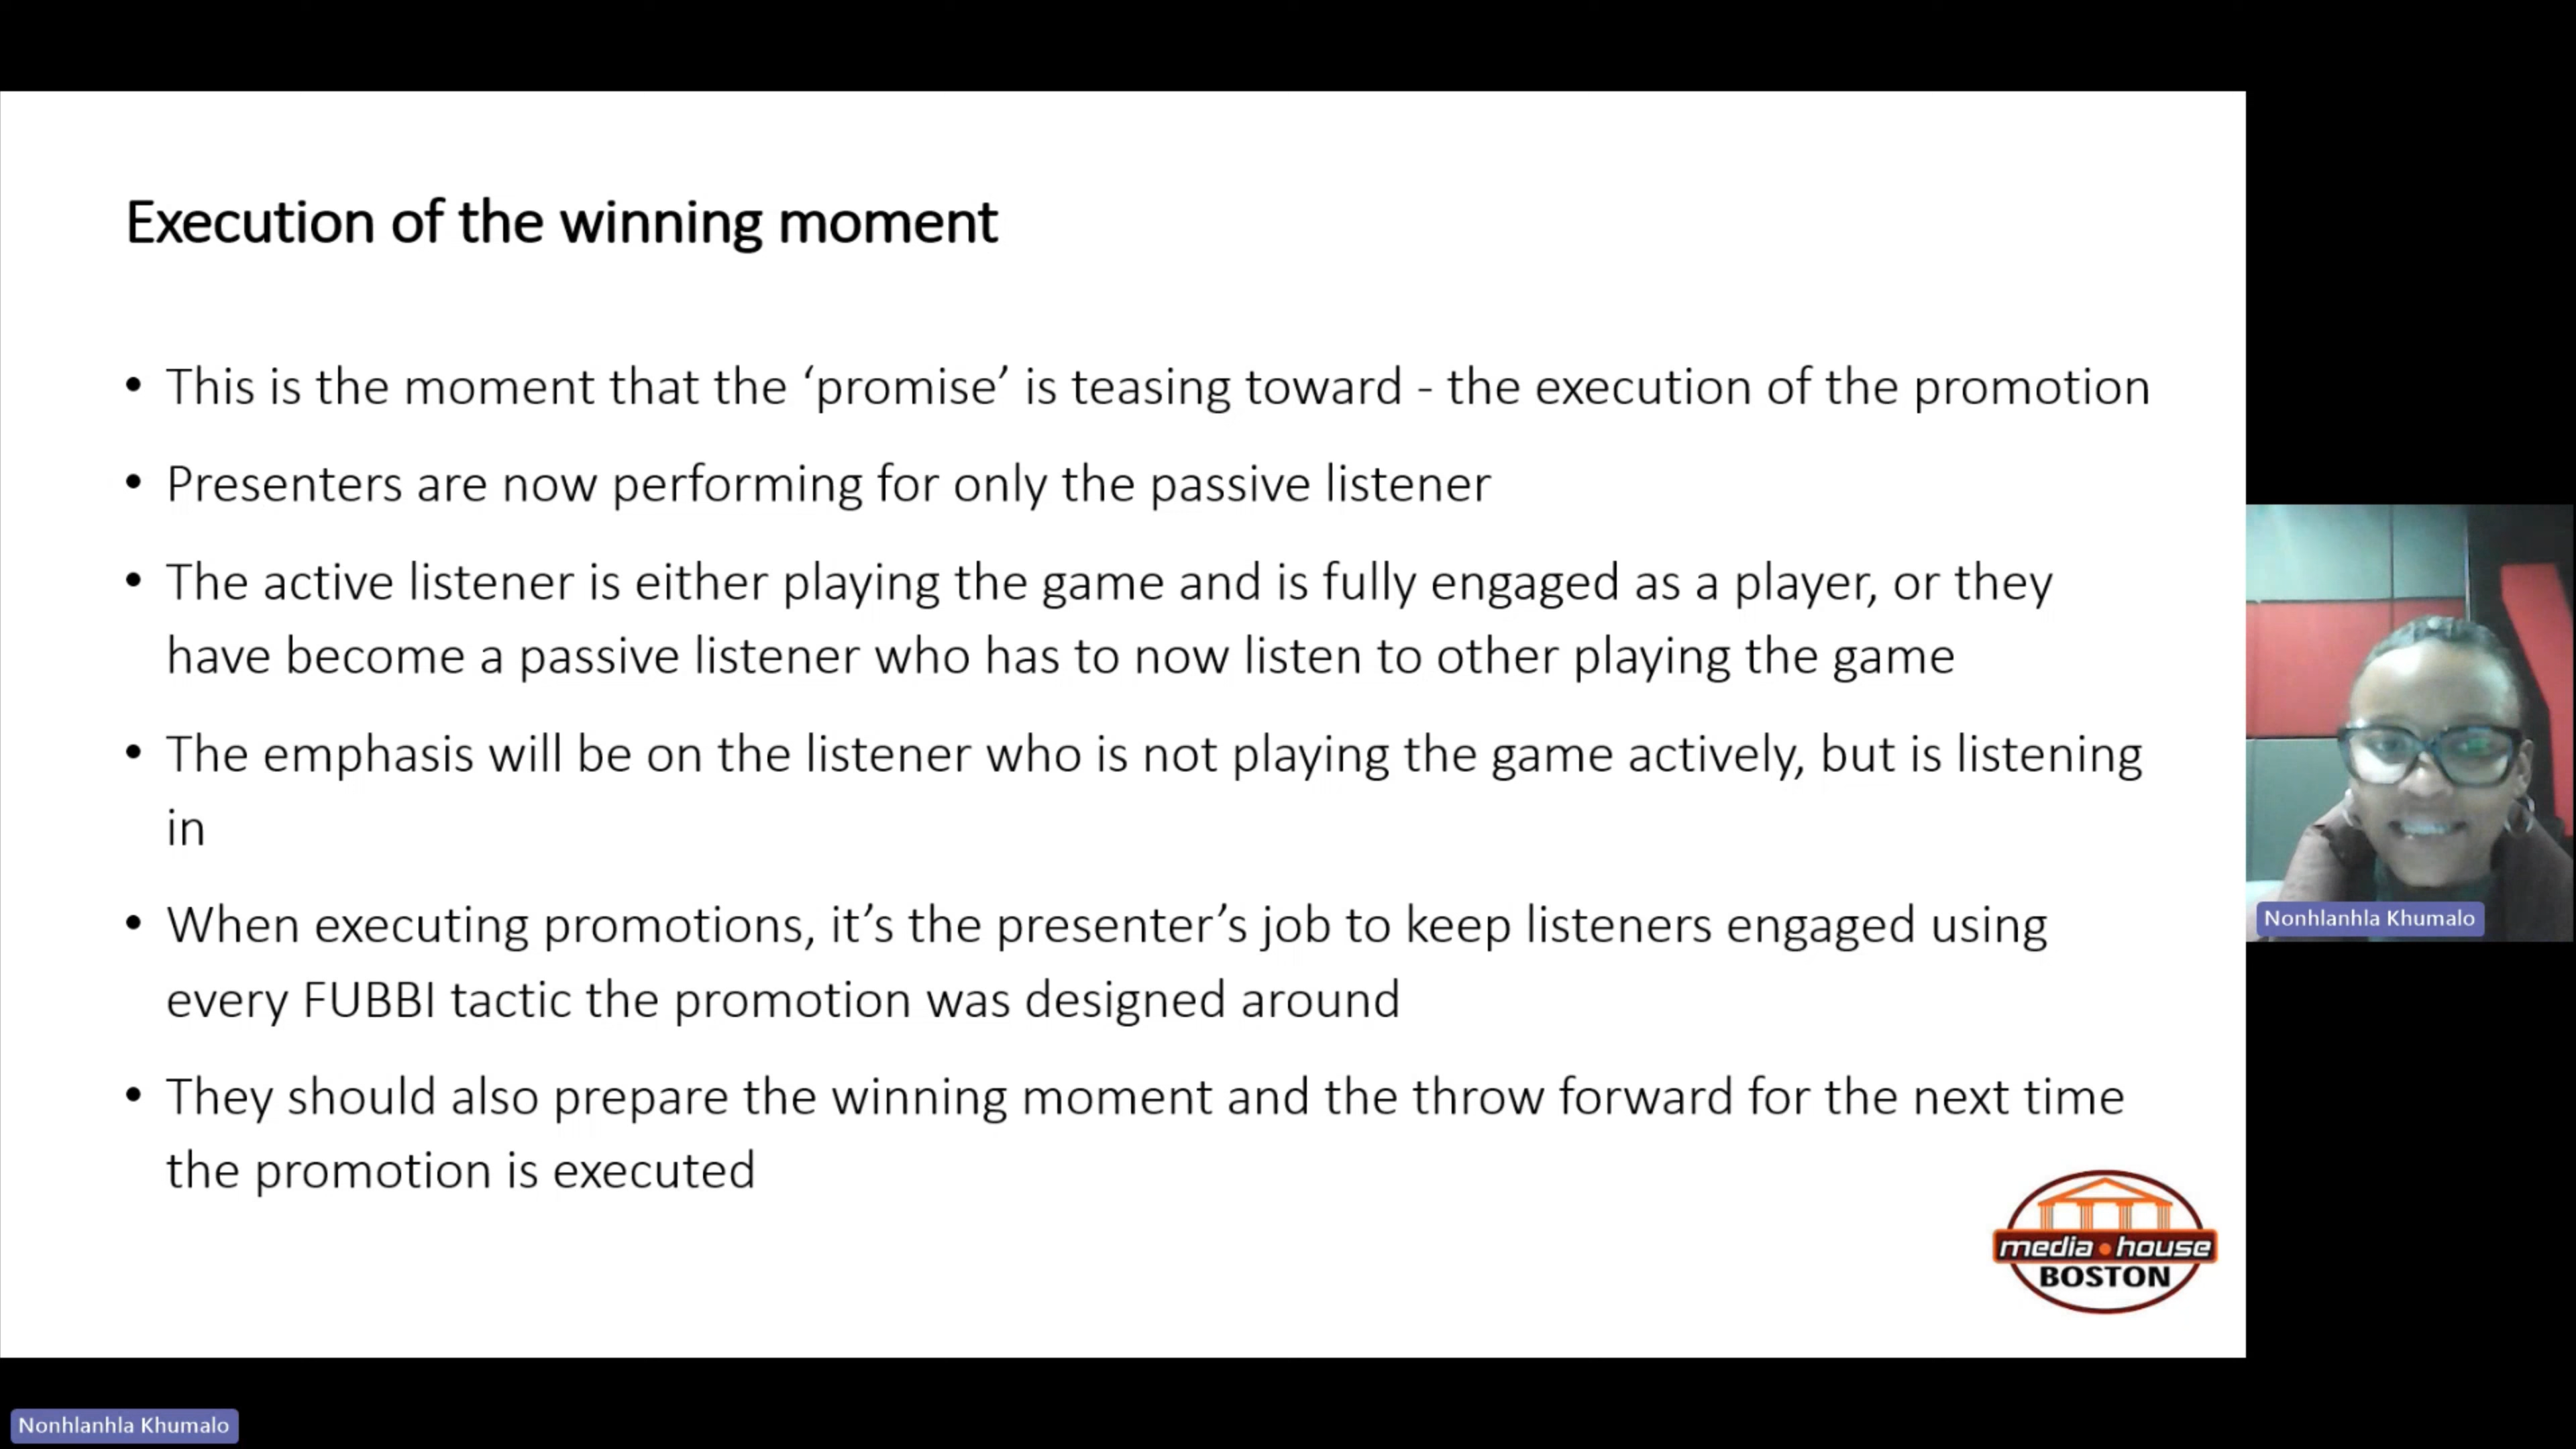 Execution of the winning moment
• This is the moment that the ‘promise’ is teasing toward - the execution of the promotion
• Presenters are now performing for only the passive listener
• The active listener is either playing the game and is fully engaged as a player, or they
have become a passive listener who has to now listen to other playing the game
• The emphasis will be on the listener who is not playing the game actively, but is listening
in
• When executing promotions, it’s the presenter’s job to keep listeners engaged using
every FUBBI tactic the promotion was designed around
• They should also prepare the winning moment and the throw forward for the next time
the promotion is executed
media • house
BOSTON
Nonhlanhla Khumalo
Nonhlanhla Khumalo